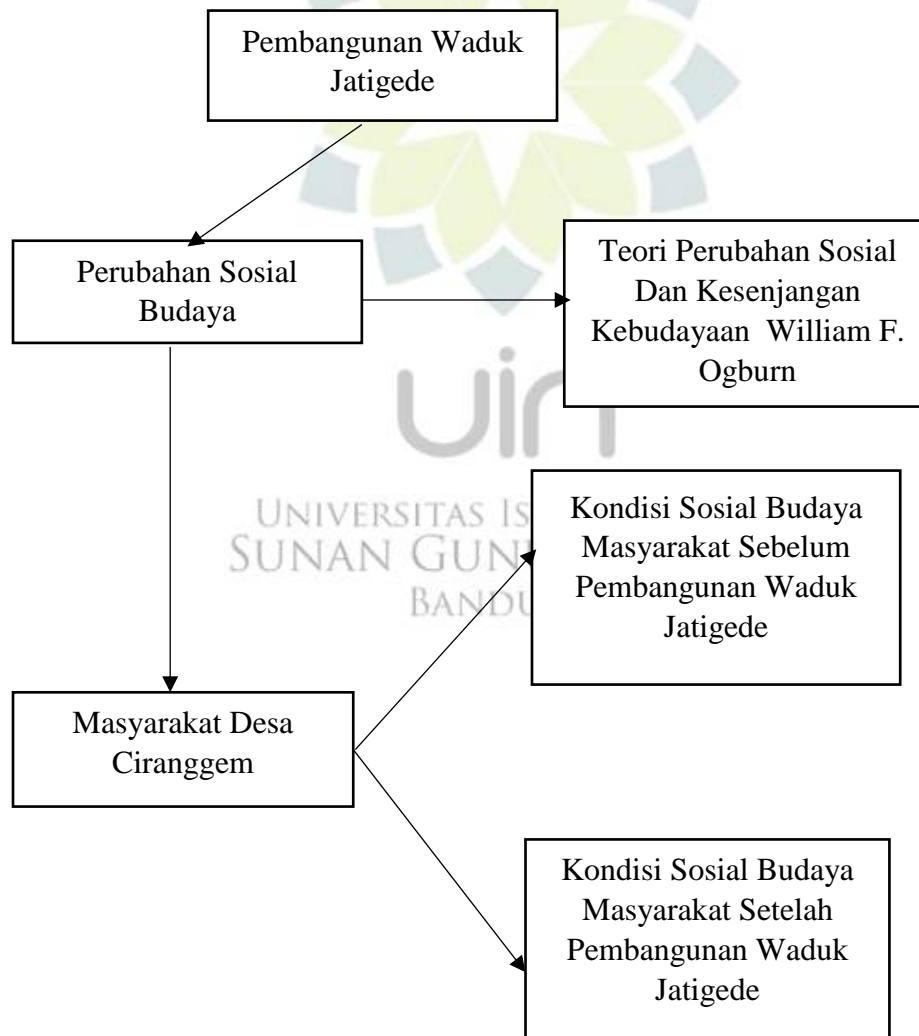 Pembangunan Waduk
Jatigede
Perubahan Sosial
Budaya
Teori Perubahan Sosial
Dan Kesenjangan
Kebudayaan William F.
Ogburn
uin
UNIVERSITAS
SUNAN
Kondisi Sosial Budaya
Masyarakat Sebelum
Pembangunan Waduk
Jatigede
Masyarakat Desa
Ciranggem
Kondisi Sosial Budaya
Masyarakat Setelah
Pembangunan Waduk
Jatigede